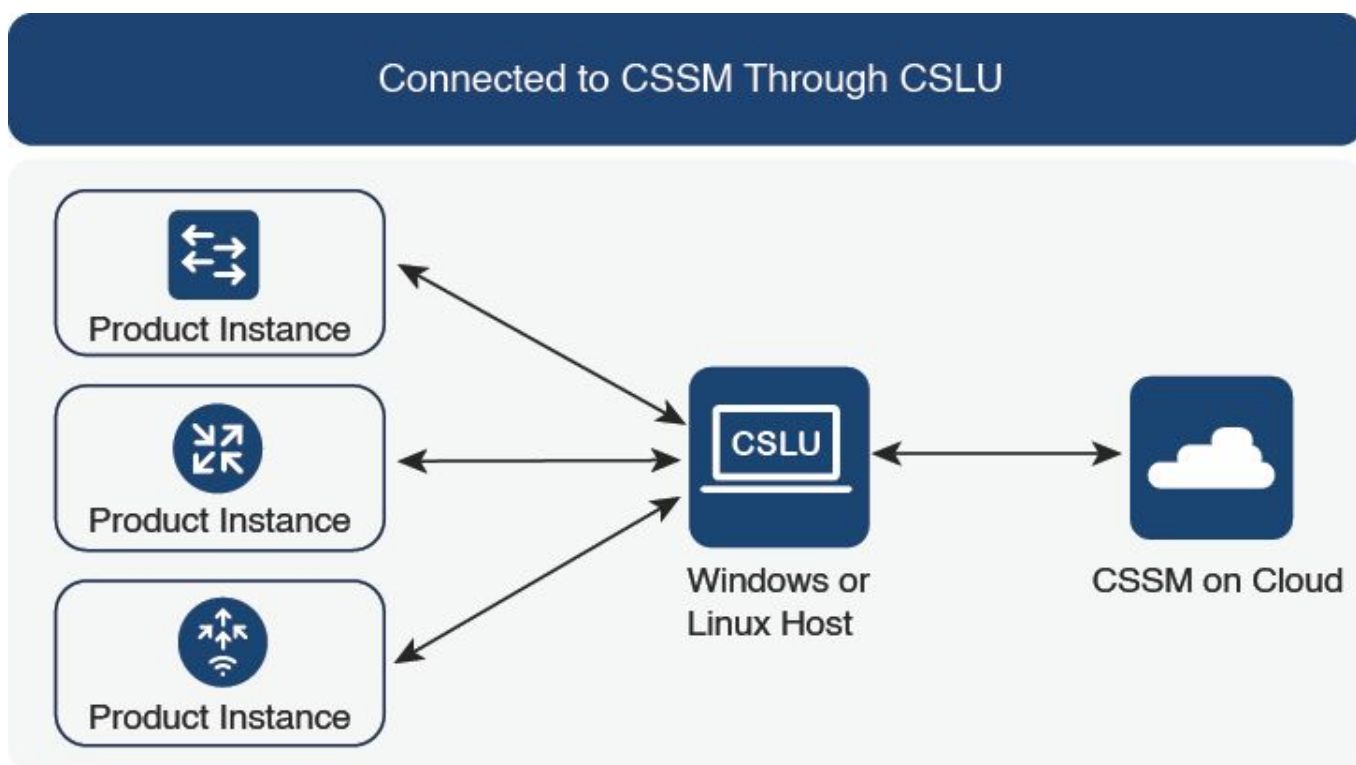 Connected to CSSM Through CSLU
Product Instance
Product Instance
Product Instance
CSLU
Windows or
Linux Host
CSSM on Cloud